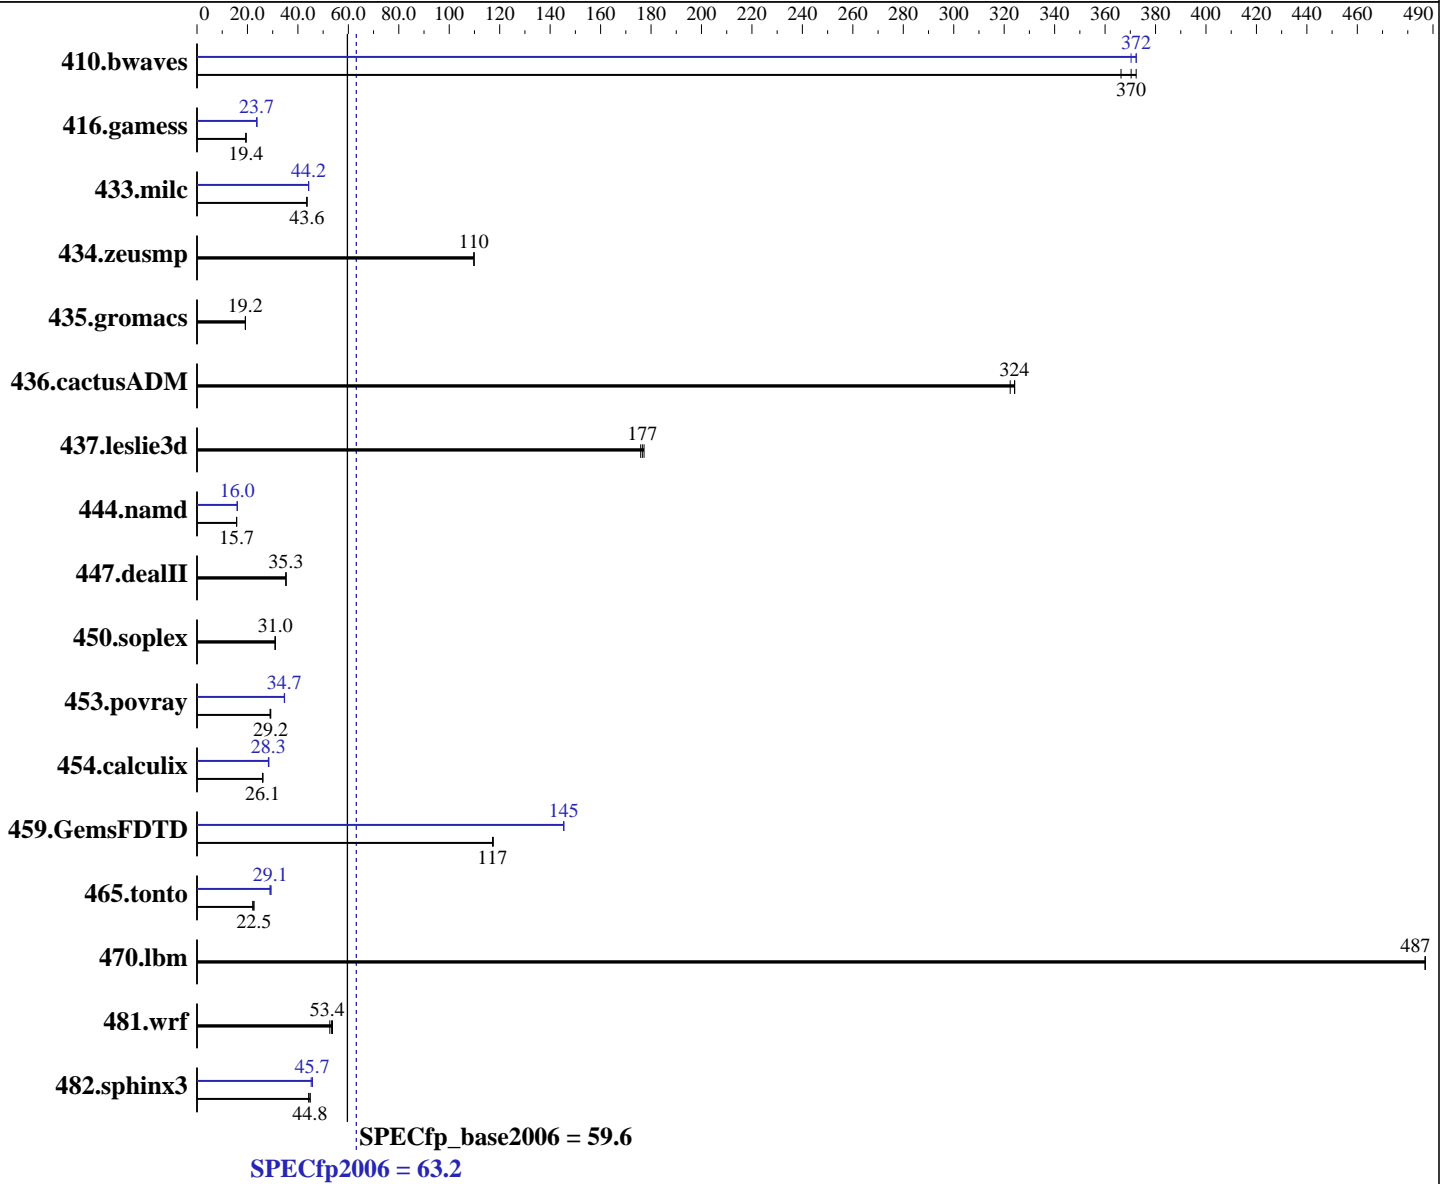 0 20.0 40.0 60.0 80.0 100 120 140 160 180 200 220 240 260 280 300 320 340 360 380 400 420 440 460 490
410.bwaves 372
370
416.gamess 23.7
19.4
433.milc 44.2
43.6
434.zeusmp 110
435.gromacs 19.2
436.cactusADM 324
437.leslie3d 177
444.namd 16.0
15.7
447.dealII 35.3
450.soplex 31.0
453.povray 34.7
29.2
454.calculix 28.3
26.1
459.GemsFDTD 145
117
465.tonto 29.1
22.5
470.lbm 487
481.wrf 53.4
482.sphinx3 45.7
44.8
SPECfp_base2006 = 59.6
SPECfp2006 = 63.2